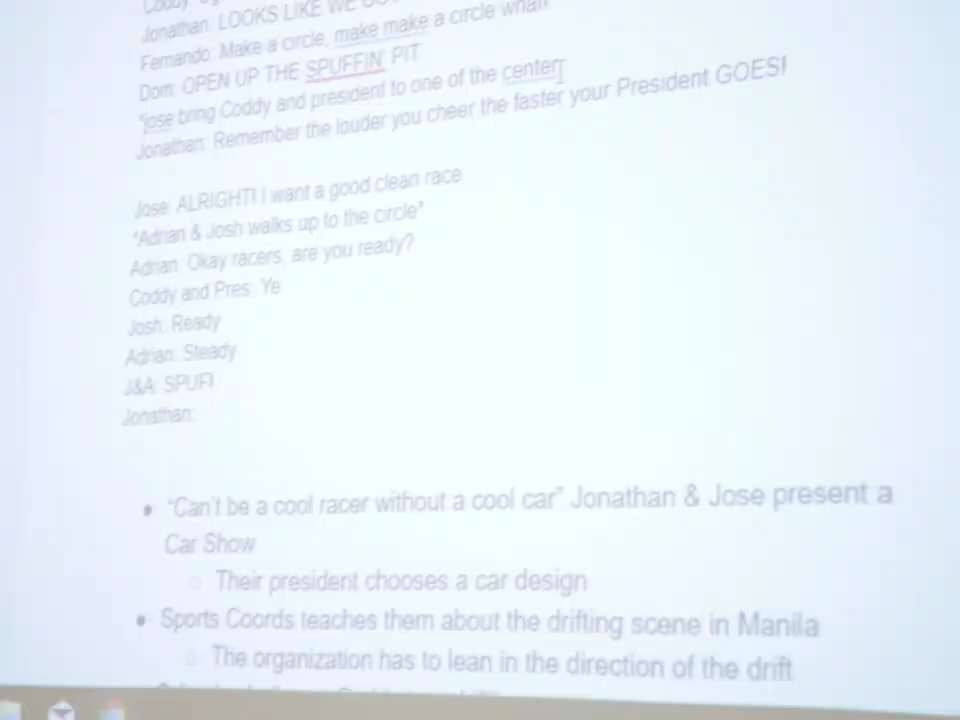 Jonathan: LOOKS LIKE WE
Fernando: Make a circle, make make a circle what
Dom: OPEN UP THE SPUFFIN' PIT
*jose bring Coddy and president to one of the center
Jonathan: Remember the louder you cheer the faster your President GOES!
Jose: ALRIGHT! I want a good clean race
*Adrian & Josh walks up to the circle*
Adrian: Okay racers, are you ready?
Coddy and Pres: Ye
Josh: Ready
Adrian: Steady
J&A: SPUF!
Jonathan:
• "Can't be a cool racer without a cool car" Jonathan & Jose present a
Car Show
○ Their president chooses a car design
• Sports Coords teaches them about the drifting scene in Manila
○ The organization has to lean in the direction of the drift